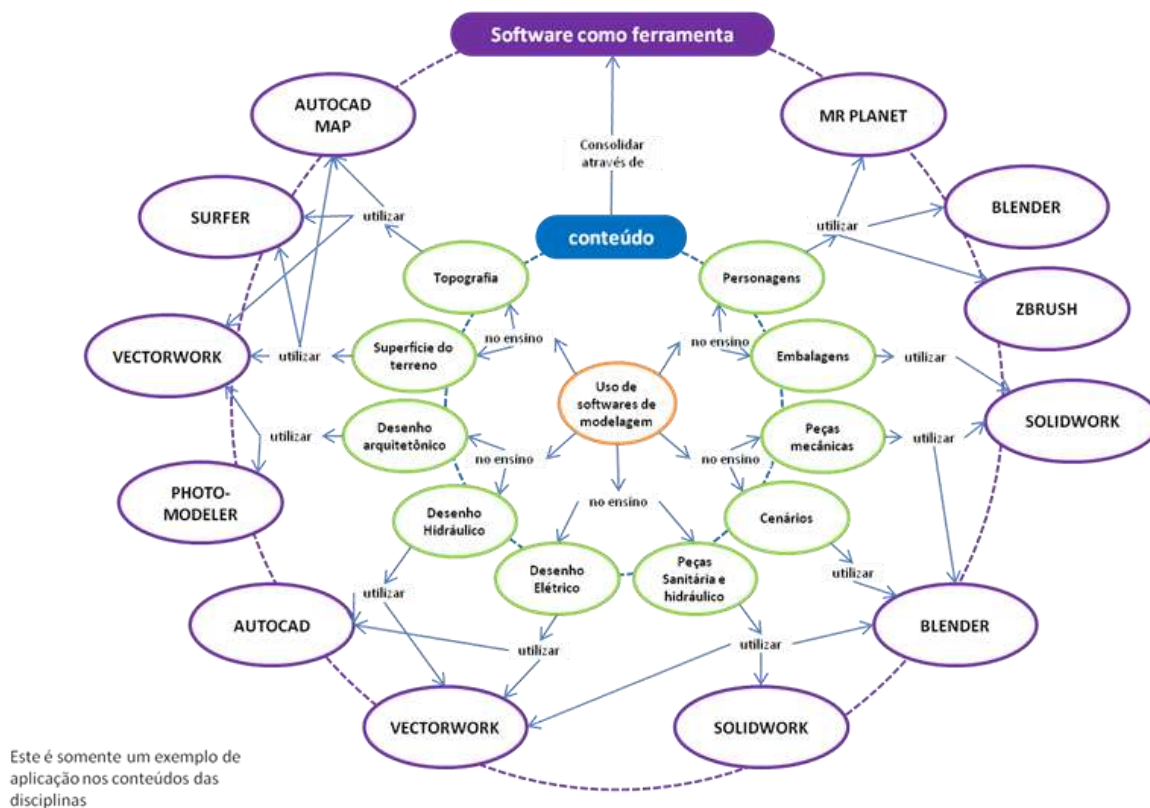 Software como ferramenta
AUTOCAD
MAP
MR PLANET
Consolidar
através de
SURFER
utilizar
BLENDER
utilizar
conteúdo
Topografia
Personagens
ZBRUSH
VECTORWORK
utilizar
Superfície do
terreno
no ensino
no ensino
Embalagens
utilizar
Uso de
softwares de
modelagem
SOLIDWORK
utilizar
Desenho
arquitetônico
no ensino
no ensino
Peças
mecânicas
utilizar
PHOTO-
MODELER
Desenho
Hidráulico
no ensino
Cenários
Desenho
Elétrico
Peças
Sanitária e
hidráulico
utilizar
utilizar
AUTOCAD
utilizar
utilizar
BLENDER
VECTORWORK
SOLIDWORK
Este é somente um exemplo de
aplicação nos conteúdos das
disciplinas